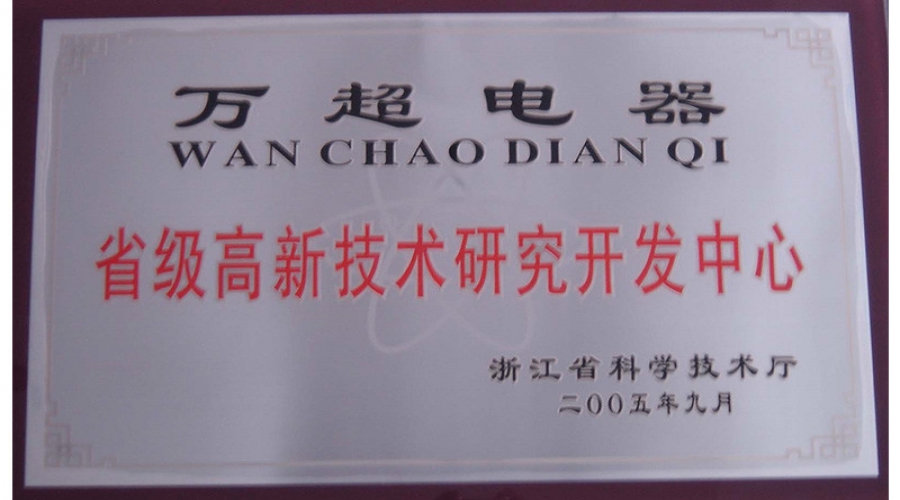 万超电器
WAN CHAO DIAN QI
省级高新技术研究开发中心
浙江省科学技术厅
二00五年九月